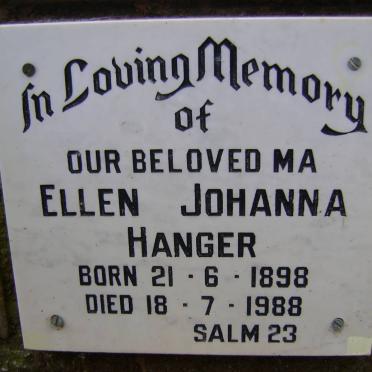 In Loving Memory
of
OUR BELOVED MA
ELLEN JOHANNA
HANGER
BORN 21 - 6 - 1898
DIED 18 - 7 - 1988
SALM 23